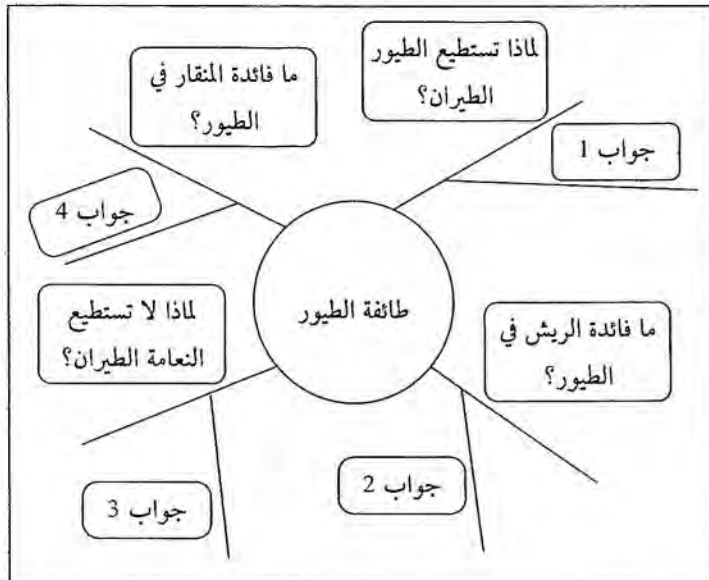 لماذا تستطيع الطيور
الطيران؟
جواب 1
ما فائدة المنقار في
الطيور؟
جواب 4
طائفة الطيور
ما فائدة الريش في
الطيور؟
جواب 2
لماذا لا تستطيع
النعامة الطيران؟
جواب 3